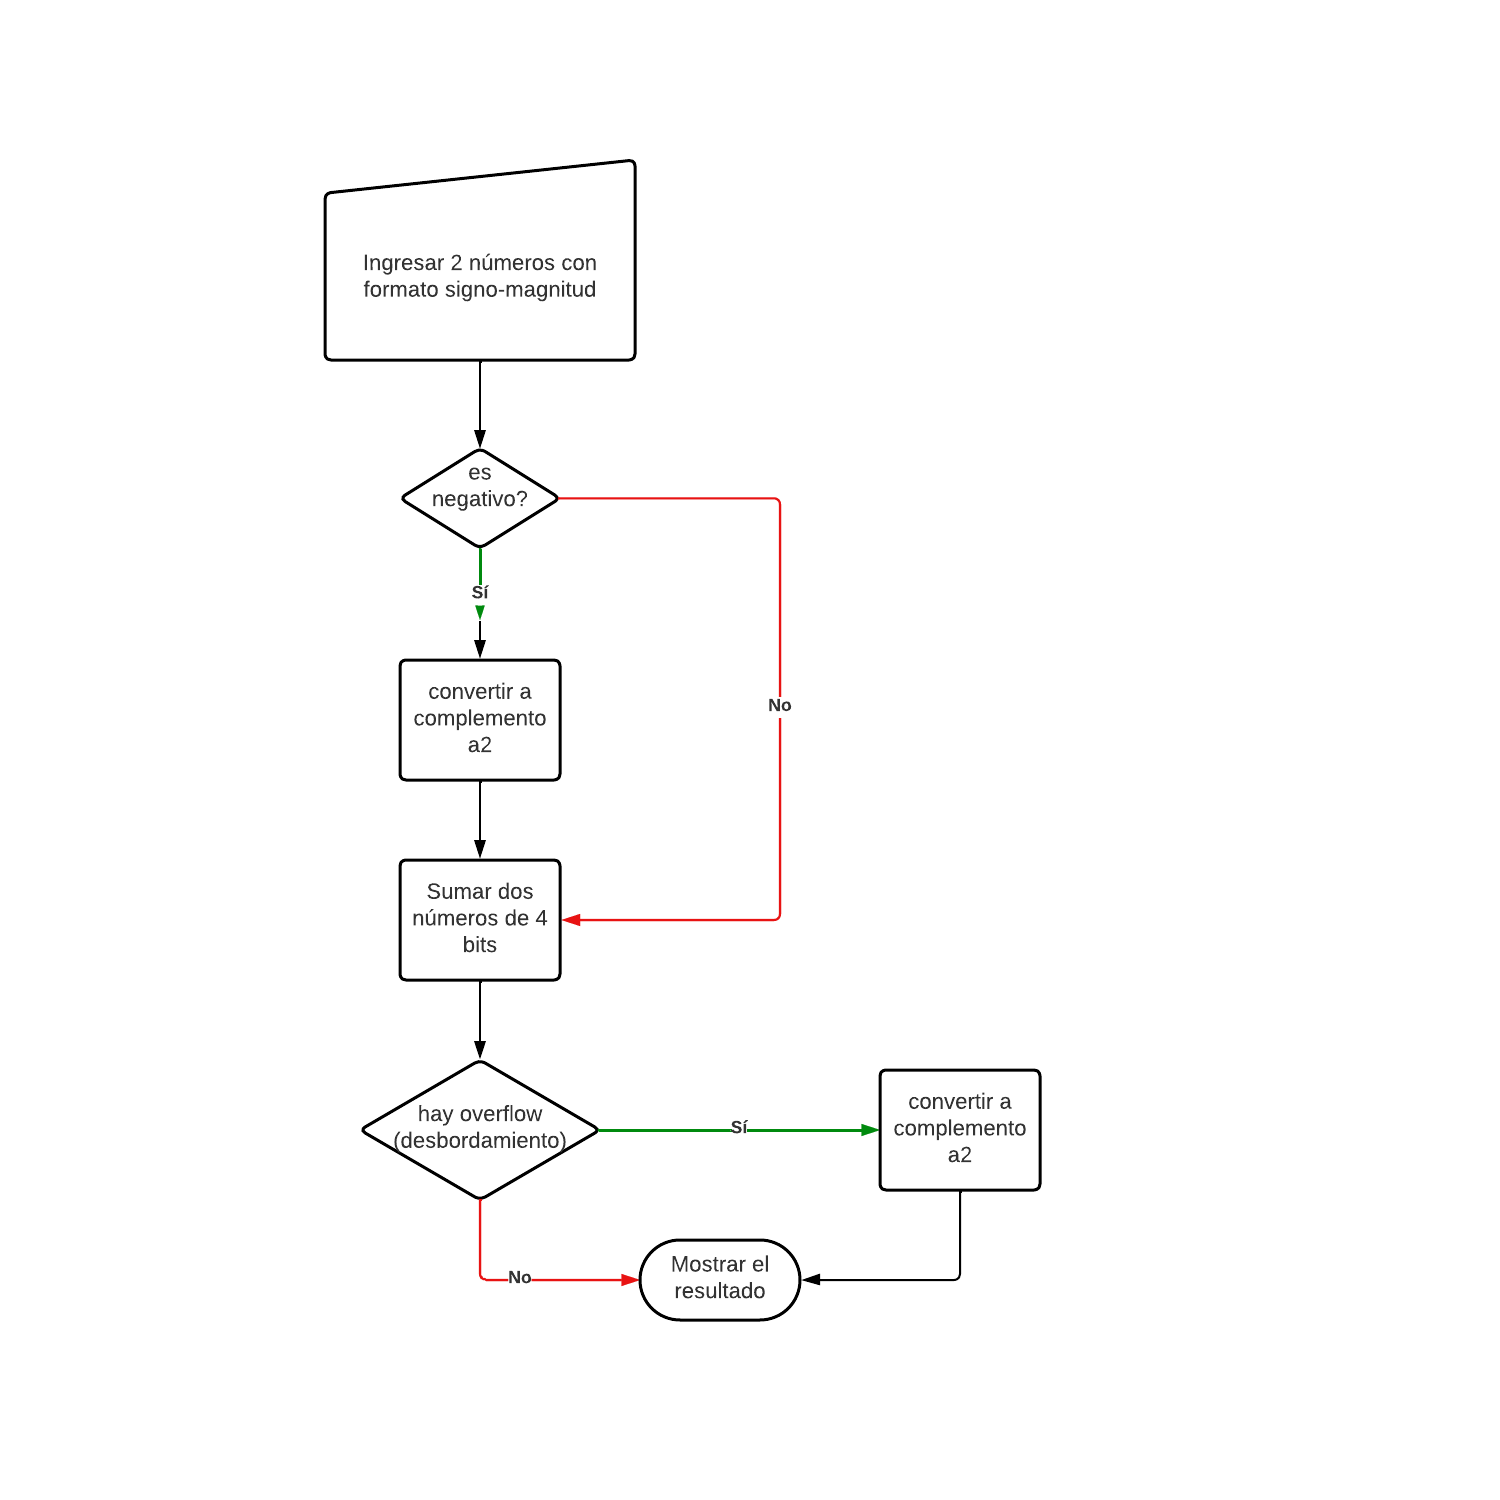 Ingresar 2 números con
formato signo-magnitud
es
negativo?
Sí
convertir a
complemento
a2
No
Sumar dos
números de 4
bits
hay overflow
(desbordamiento)
Sí
convertir a
complemento
a2
No
Mostrar el
resultado